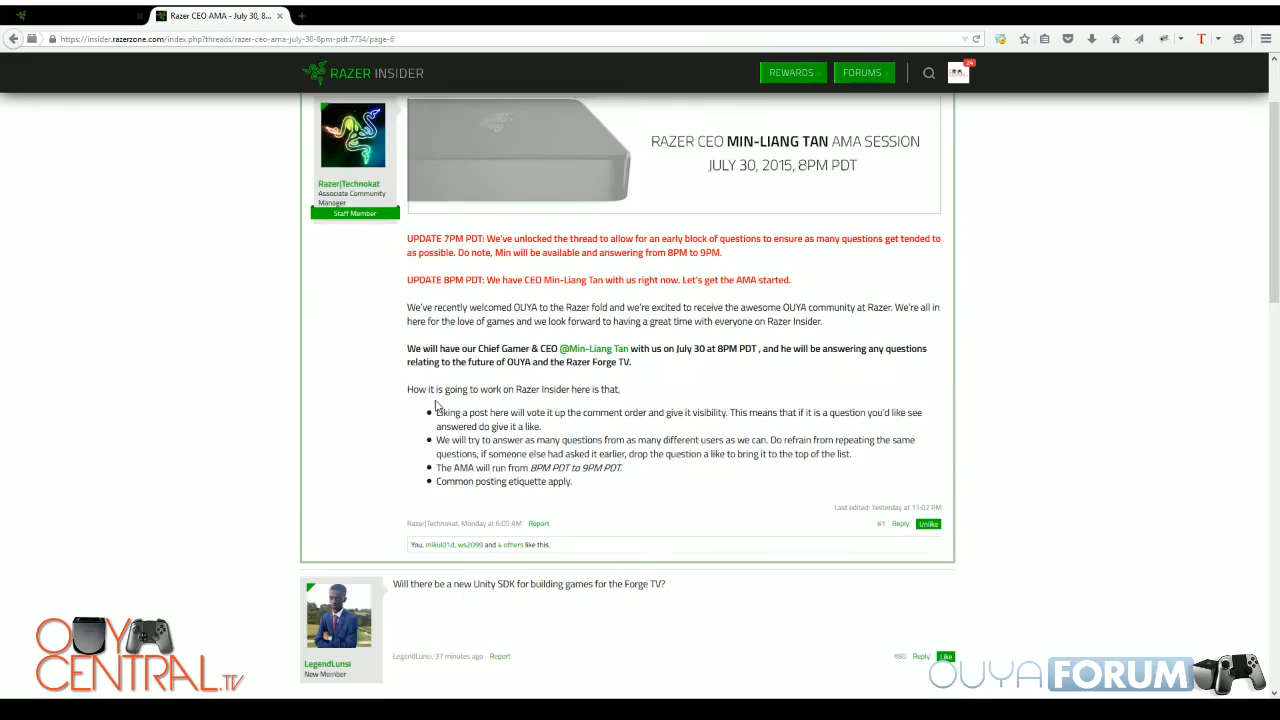 Razer CEO AMA - July 30, 8...
https://insider.razerzone.com/index.php?threads/razer-ceo-ama-july-30-8pm-pdt.7734/page-6
RAZER INSIDER
REWARDS
FORUMS
24
RAZER CEO MIN-LIANG TAN AMA SESSION
JULY 30, 2015, 8PM PDT
Razer|Technokat
Associate Community
Manager
Staff Member
UPDATE 7PM PDT: We've unlocked the thread to allow for an early block of questions to ensure as many questions get tended to
as possible. Do note, Min will be available and answering from 8PM to 9PM.
UPDATE 8PM PDT: We have CEO Min-Liang Tan with us right now. Let's get the AMA started.
We've recently welcomed OUYA to the Razer fold and we're excited to receive the awesome OUYA community at Razer. We're all in
here for the love of games and we look forward to having a great time with everyone on Razer Insider.
We will have our Chief Gamer & CEO @Min-Liang Tan with us on July 30 at 8PM PDT , and he will be answering any questions
relating to the future of OUYA and the Razer Forge TV.
How it is going to work on Razer Insider here is that,
Liking a post here will vote it up the comment order and give it visibility. This means that if it is a question you'd like see
answered do give it a like.
We will try to answer as many questions from as many different users as we can. Do refrain from repeating the same
questions, if someone else had asked it earlier, drop the question a like to bring it to the top of the list.
The AMA will run from 8PM PDT to 9PM PDT.
Common posting etiquette apply.
Last edited: Yesterday at 11:02 PM
Razer|Technokat, Monday at 6:05 AM Report #1 Reply Unlike
You, mikul01d, ws2099 and 4 others like this.
Will there be a new Unity SDK for building games for the Forge TV?
LegendLunsi, 37 minutes ago Report #80 Reply Like
LegendLunsi
New Member
OUYA
CENTRAL.TV
OUYAFORUM